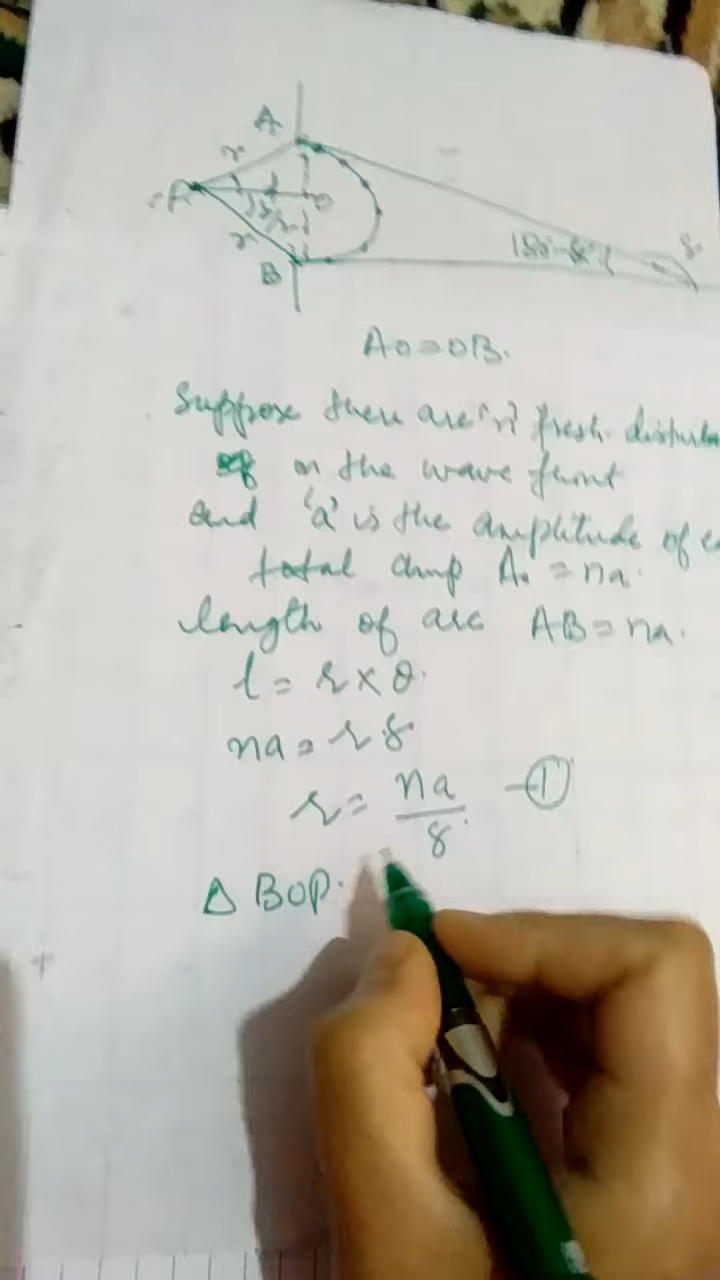 A
r
P
O
r
B
δ
AO=OB.
Suppose there are 'n' fresh
on the wave front
and 'a' is the amplitude of
total amp A₀ = na.
length of arc AB = na.
l = r × θ.
na = r δ.
r = na/δ. —①
Δ BOP.